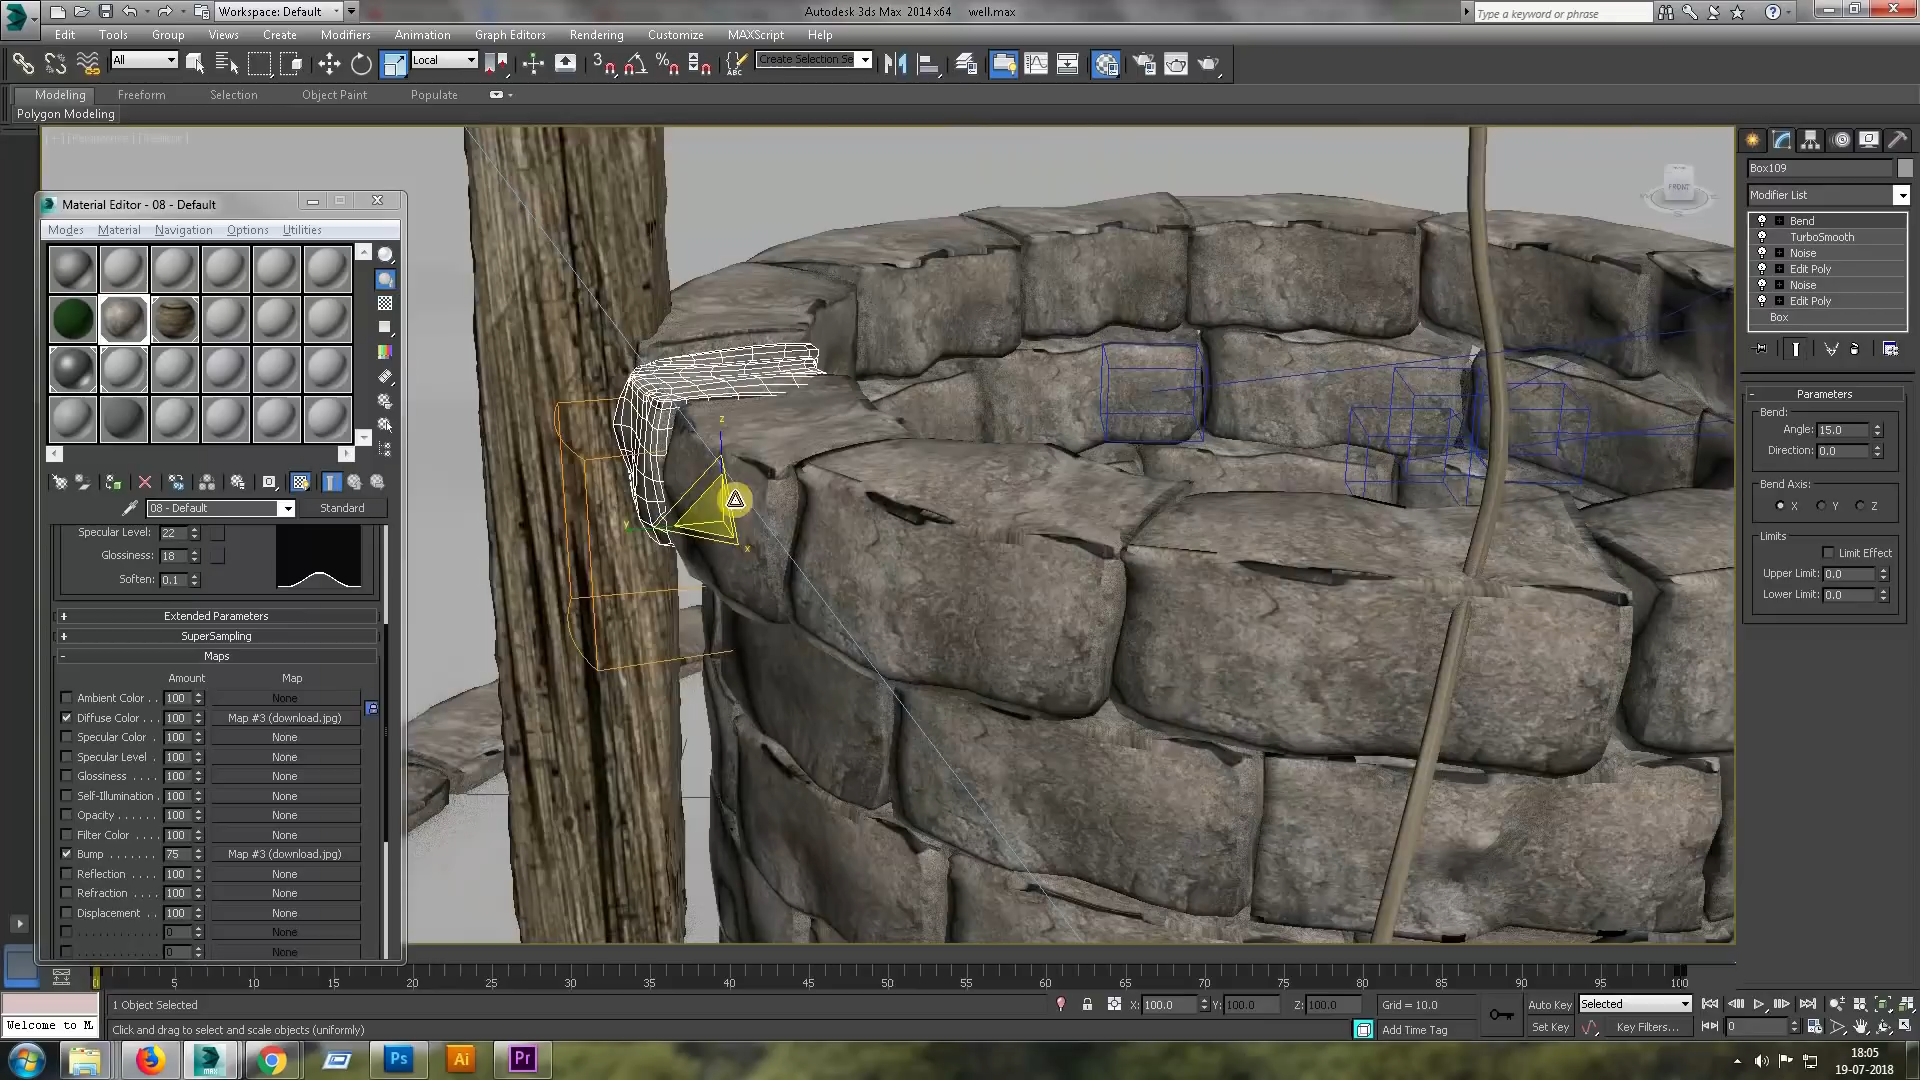 Workspace: Default
Autodesk 3ds Max 2014 x64 well.max
Type a keyword or phrase
Edit Tools Group Views Create Modifiers Animation Graph Editors Rendering Customize MAXScript Help
All
Local
Create Selection Se
Modeling Freeform Selection Object Paint Populate
Polygon Modeling
Material Editor - 08 - Default
Modes Material Navigation Options Utilities
08 - Default
Standard
Specular Level: 22
Glossiness: 18
Soften: 0.1
Extended Parameters
SuperSampling
Maps
Amount Map
Ambient Color . . 100 None
Diffuse Color . . . 100 Map #3 (download.jpg)
Specular Color . 100 None
Specular Level 100 None
Glossiness . . . . 100 None
Self-Illumination . 100 None
Opacity . . . . . . 100 None
Filter Color . . . 100 None
Bump . . . . . . . 75 Map #3 (download.jpg)
Reflection . . . . 100 None
Refraction . . . . 100 None
Displacement . . 100 None
. . . . . . . . . . . . 0 None
. . . . . . . . . . . . 0 None
z
y
x
FRONT
Box109
Modifier List
Bend
TurboSmooth
Noise
Edit Poly
Noise
Edit Poly
Box
Parameters
Bend:
Angle: 15.0
Direction: 0.0
Bend Axis:
X Y Z
Limits
Limit Effect
Upper Limit: 0.0
Lower Limit: 0.0
5 10 15 20 25 30 35 40 45 50 55 60 65 70 75 80 85 90 95 100
1 Object Selected
X: 100.0 Y: 100.0 Z: 100.0 Grid = 10.0
Auto Key Selected
Welcome to M
Click and drag to select and scale objects (uniformly)
Add Time Tag
Set Key Key Filters... 0
Ps Ai Pr
18:05
19-07-2018